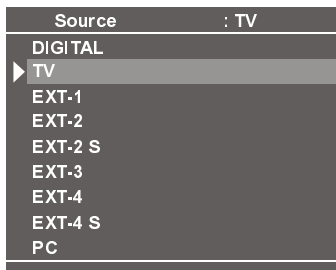 Source : TV
DIGITAL
TV
EXT-1
EXT-2
EXT-2 S
EXT-3
EXT-4
EXT-4 S
PC